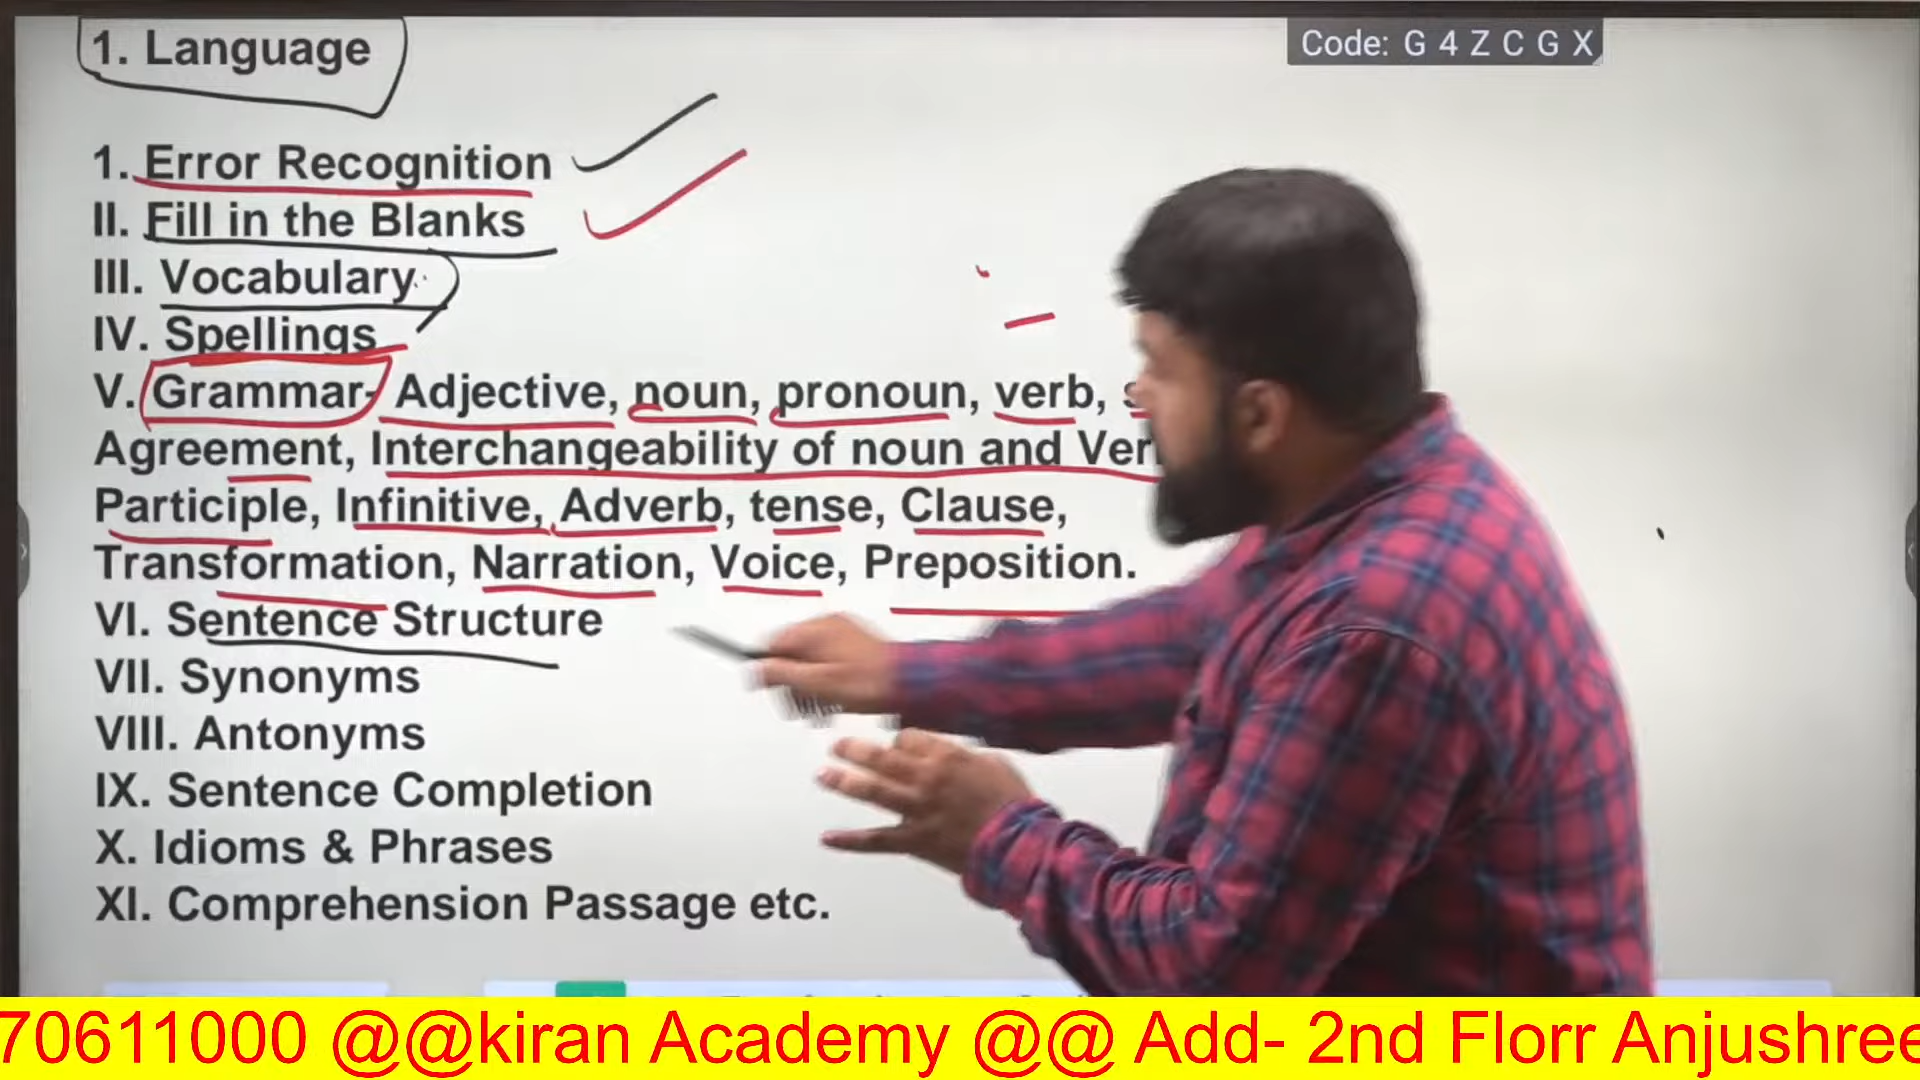 1. Language
Code: G 4 Z C G X
1. Error Recognition
II. Fill in the Blanks
III. Vocabulary
IV. Spellings
V. Grammar- Adjective, noun, pronoun, verb,
Agreement, Interchangeability of noun and
Participle, Infinitive, Adverb, tense, Clause,
Transformation, Narration, Voice, Preposition.
VI. Sentence Structure
VII. Synonyms
VIII. Antonyms
IX. Sentence Completion
X. Idioms & Phrases
XI. Comprehension Passage etc.
70611000 @@kiran Academy @@ Add- 2nd Florr Anjushree